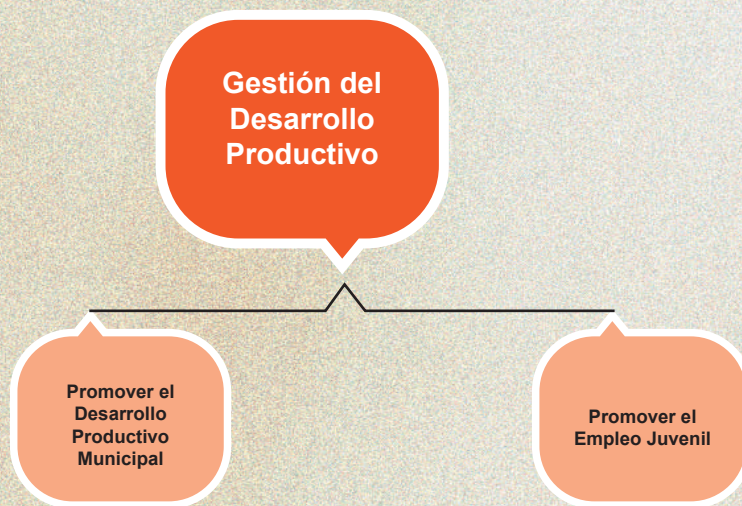 Gestión del
Desarrollo
Productivo
Promover el
Desarrollo
Productivo
Municipal
Promover el
Empleo Juvenil